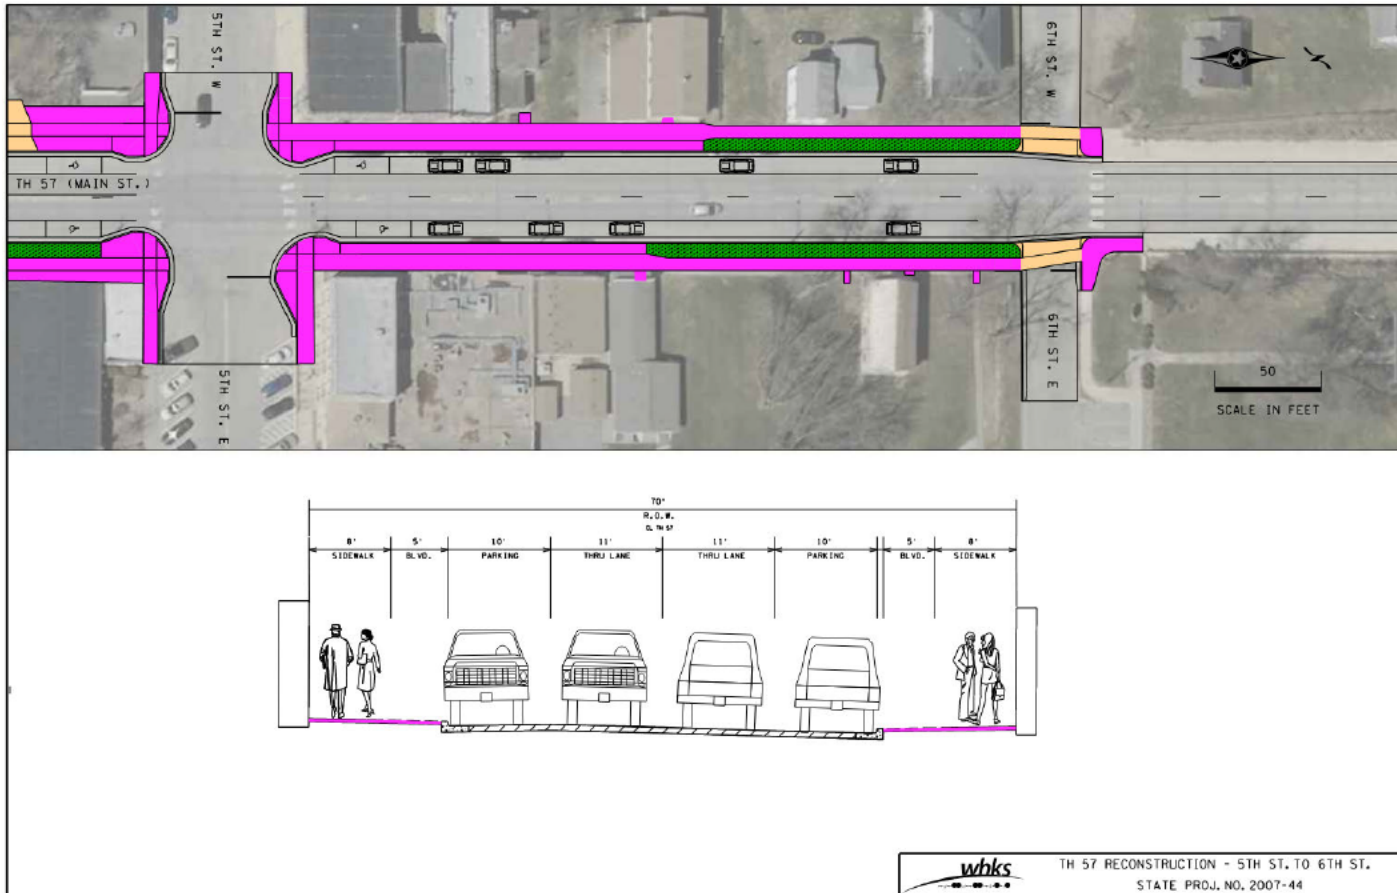 5TH ST. W
6TH ST. W
TH 57 (MAIN ST.)
5TH ST. E
6TH ST. E
50
SCALE IN FEET
70'
R.O.W.
8' 5' 10' 11' 11' 10' 5' 8'
SIDEWALK BLVD. PARKING THRU LANE THRU LANE PARKING BLVD. SIDEWALK
whks
TH 57 RECONSTRUCTION - 5TH ST. TO 6TH ST.
STATE PROJ. NO. 2007-44